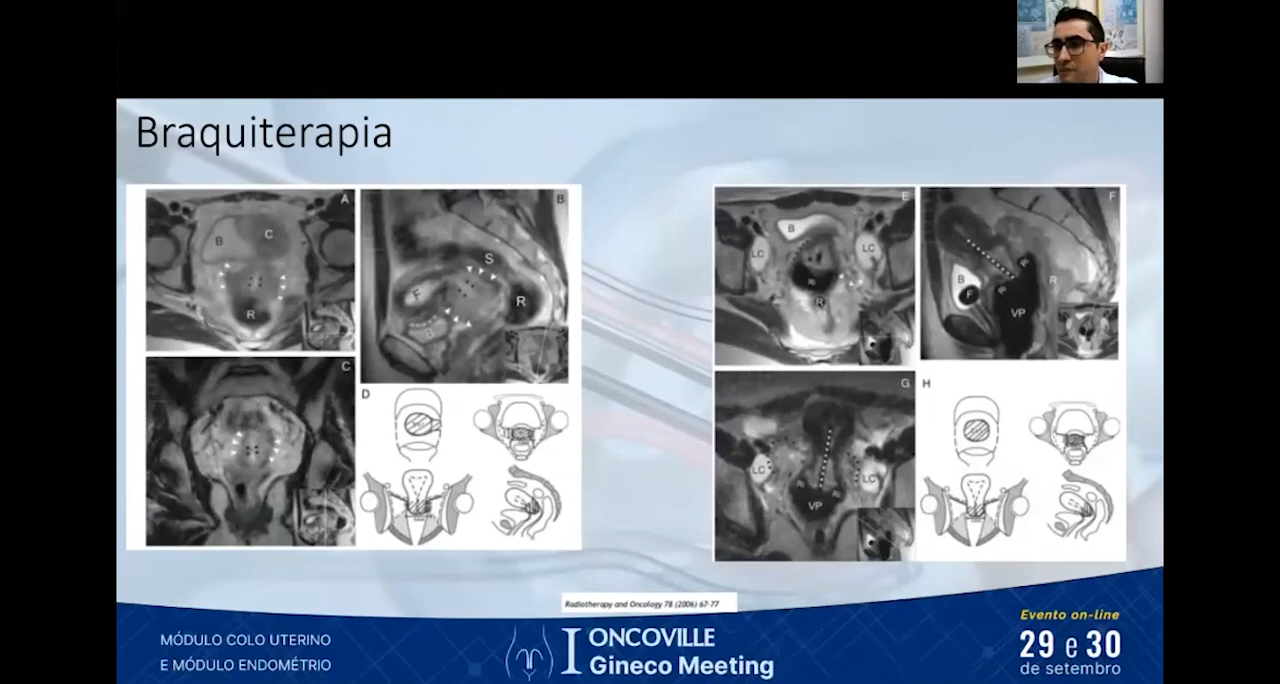 Braquiterapia
A
B
C
R
B
S
F
R
B
C
D
E
B
LC
LC
R
F
B
F
R
VP
G
LC
LC
VP
H
Radiotherapy and Oncology 78 (2006) 67-77
MÓDULO COLO UTERINO
E MÓDULO ENDOMÉTRIO
I ONCOVILLE
Gineco Meeting
Evento on-line
29 e 30
de setembro